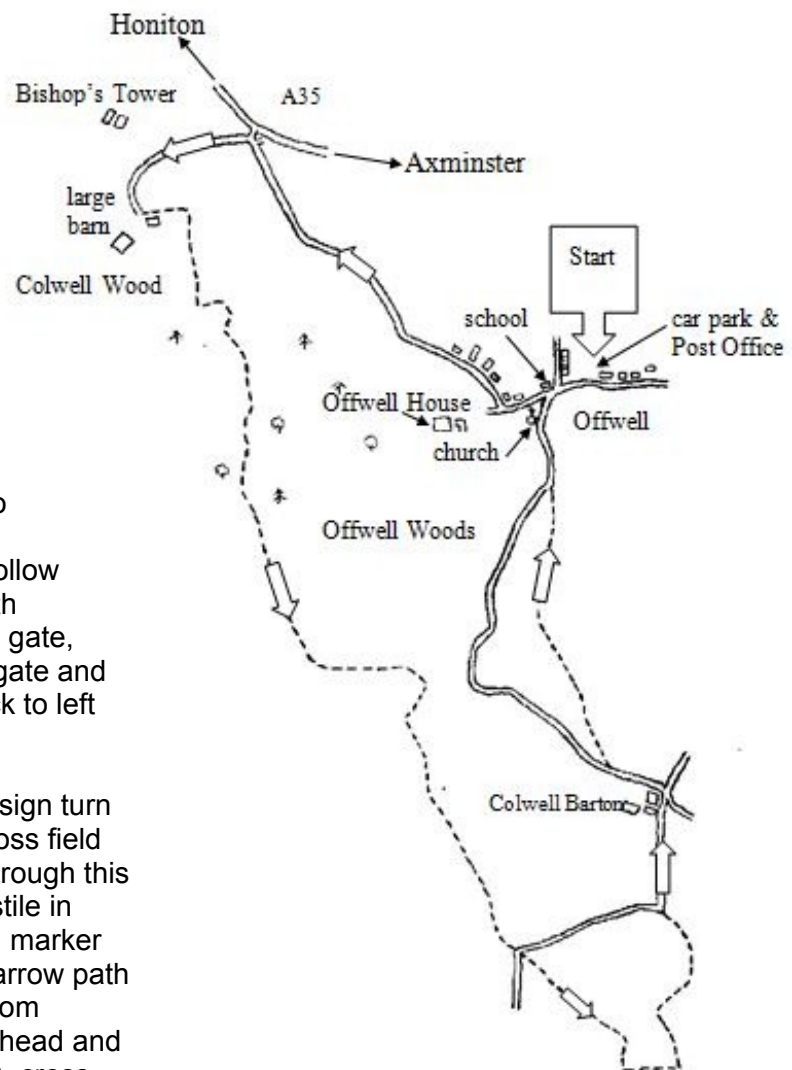 Honiton
Bishop's Tower
A35
Axminster
large
barn
Colwell Wood
Start
school
car park &
Post Office
Offwell House
Offwell
church
Offwell Woods
Colwell Barton
ollow
gate,
gate and
k to left
sign turn
oss field
rough this
stile in
marker
arrow path
om
head and